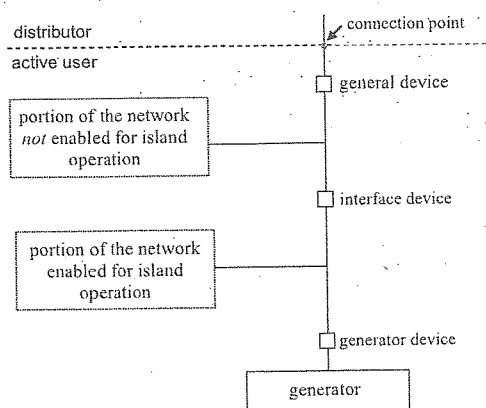 connection point
distributor
active user
general device
portion of the network
not enabled for island
operation
interface device
portion of the network
enabled for island
operation
generator device
generator